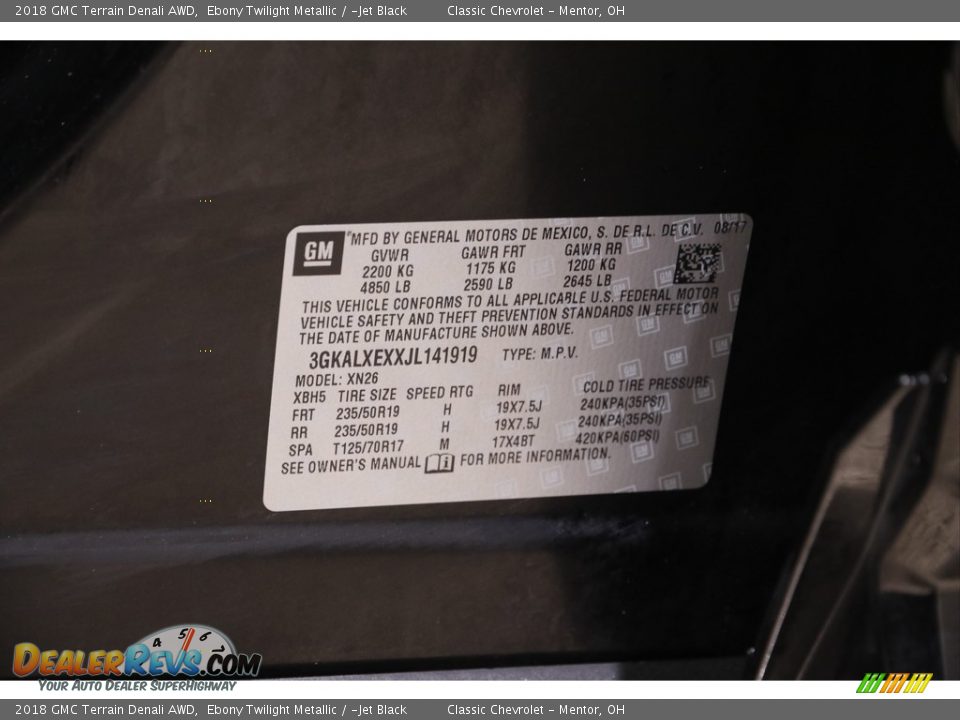 2018 GMC Terrain Denali AWD, Ebony Twilight Metallic / -Jet Black Classic Chevrolet - Mentor, OH
GM ® MFD BY GENERAL MOTORS DE MEXICO, S. DE R.L. DE C.V. 08/17
GVWR GAWR FRT GAWR RR
2200 KG 1175 KG 1200 KG
4850 LB 2590 LB 2645 LB
THIS VEHICLE CONFORMS TO ALL APPLICABLE U.S. FEDERAL MOTOR
VEHICLE SAFETY AND THEFT PREVENTION STANDARDS IN EFFECT ON
THE DATE OF MANUFACTURE SHOWN ABOVE.
3GKALXEXXJL141919 TYPE: M.P.V.
MODEL: XN26
XBH5 TIRE SIZE SPEED RTG RIM COLD TIRE PRESSURE
FRT 235/50R19 H 19X7.5J 240KPA(35PSI)
RR 235/50R19 H 19X7.5J 240KPA(35PSI)
SPA T125/70R17 M 17X4BT 420KPA(60PSI)
SEE OWNER'S MANUAL FOR MORE INFORMATION.
4 5 6
DEALERREVS.COM
YOUR AUTO DEALER SUPERHIGHWAY
2018 GMC Terrain Denali AWD, Ebony Twilight Metallic / -Jet Black Classic Chevrolet - Mentor, OH